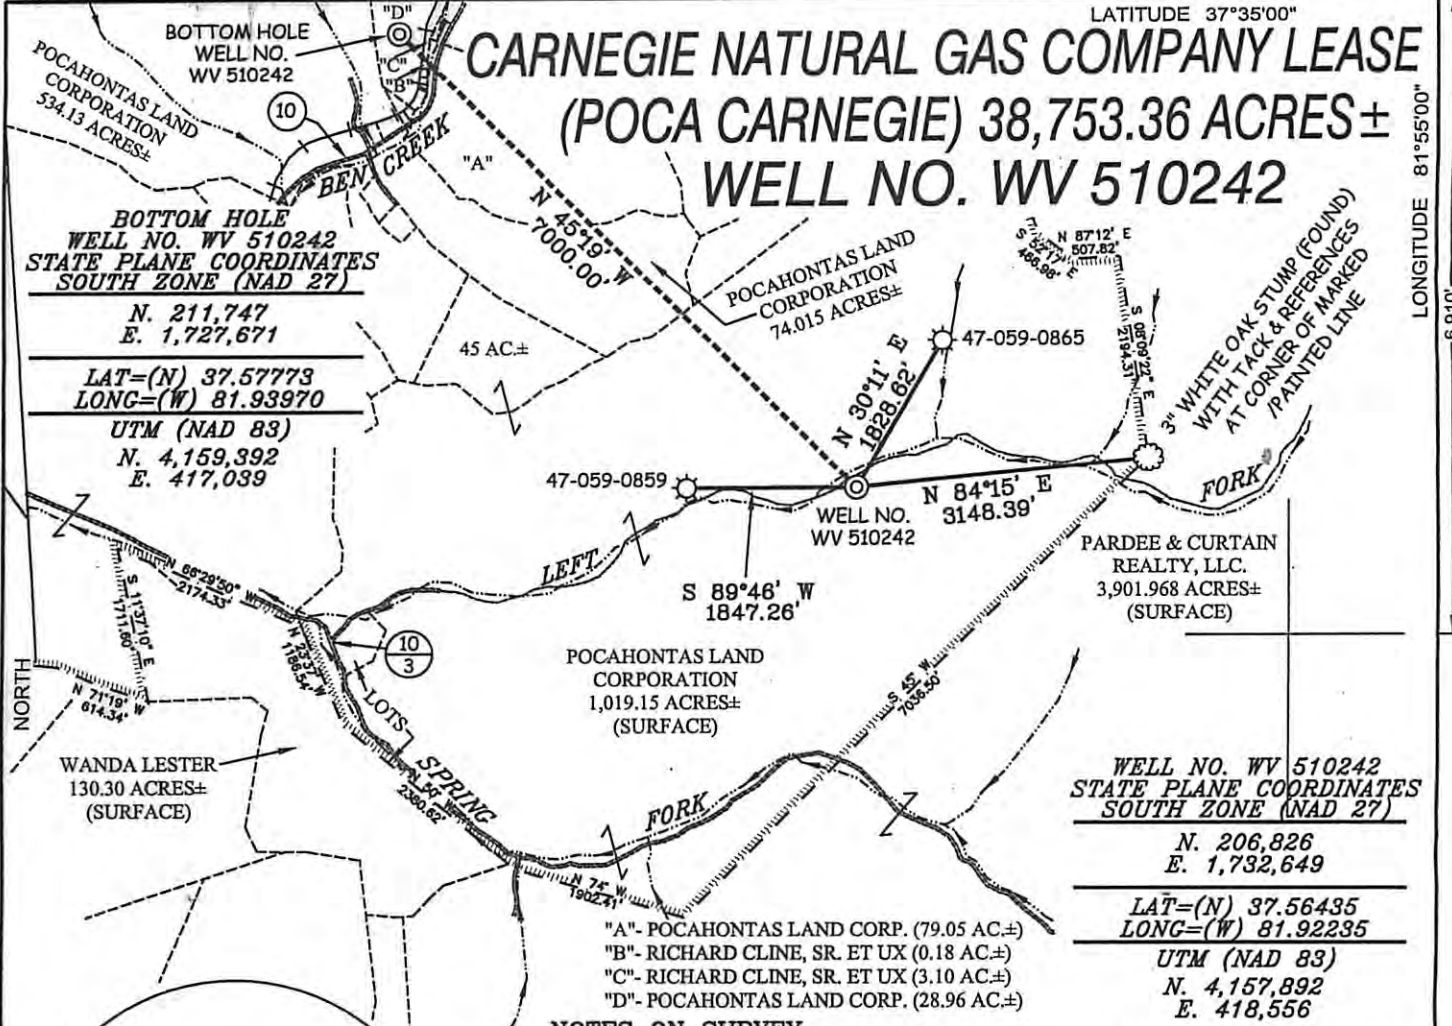 LATITUDE 37°35'00"
CARNEGIE NATURAL GAS COMPANY LEASE
(POCA CARNEGIE) 38,753.36 ACRES±
WELL NO. WV 510242
LONGITUDE 81°55'00"
BOTTOM HOLE
WELL NO.
WV 510242
"D"
"C"
"B"
"A"
10
POCAHONTAS LAND
CORPORATION
534.13 ACRES±
BEN CREEK
BOTTOM HOLE
WELL NO. WV 510242
STATE PLANE COORDINATES
SOUTH ZONE (NAD 27)
N. 211,747
E. 1,727,671
LAT=(N) 37.57773
LONG=(W) 81.93970
UTM (NAD 83)
N. 4,159,392
E. 417,039
N 45°19' W
7000.00'
POCAHONTAS LAND
CORPORATION
74.015 ACRES±
45 AC.±
N 87°12' E
507.82'
466.98'
S 08°09'22" E
2194.31'
3" WHITE OAK STUMP (FOUND)
WITH TACK & REFERENCES
AT CORNER OF MARKED
/PAINTED LINE
47-059-0865
N 30°11' E
1828.62'
47-059-0859
WELL NO.
WV 510242
N 84°15' E
3148.39'
S 89°46' W
1847.26'
LEFT
FORK
PARDEE & CURTAIN
REALTY, LLC.
3,901.968 ACRES±
(SURFACE)
N 66°29'50" W
2174.33'
S 11°37'10" E
1711.60'
N 71°19' W
614.34'
N 23°37' W
1186.54'
10
3
LOTS
NORTH
WANDA LESTER
130.30 ACRES±
(SURFACE)
POCAHONTAS LAND
CORPORATION
1,019.15 ACRES±
(SURFACE)
S 45° W
7036.50'
SPRING
FORK
N 50° W
2360.62'
N 74° W
1902.41'
WELL NO. WV 510242
STATE PLANE COORDINATES
SOUTH ZONE (NAD 27)
N. 206,826
E. 1,732,649
LAT=(N) 37.56435
LONG=(W) 81.92235
UTM (NAD 83)
N. 4,157,892
E. 418,556
"A"- POCAHONTAS LAND CORP. (79.05 AC.±)
"B"- RICHARD CLINE, SR. ET UX (0.18 AC.±)
"C"- RICHARD CLINE, SR. ET UX (3.10 AC.±)
"D"- POCAHONTAS LAND CORP. (28.96 AC.±)
NOTES ON SURVEY